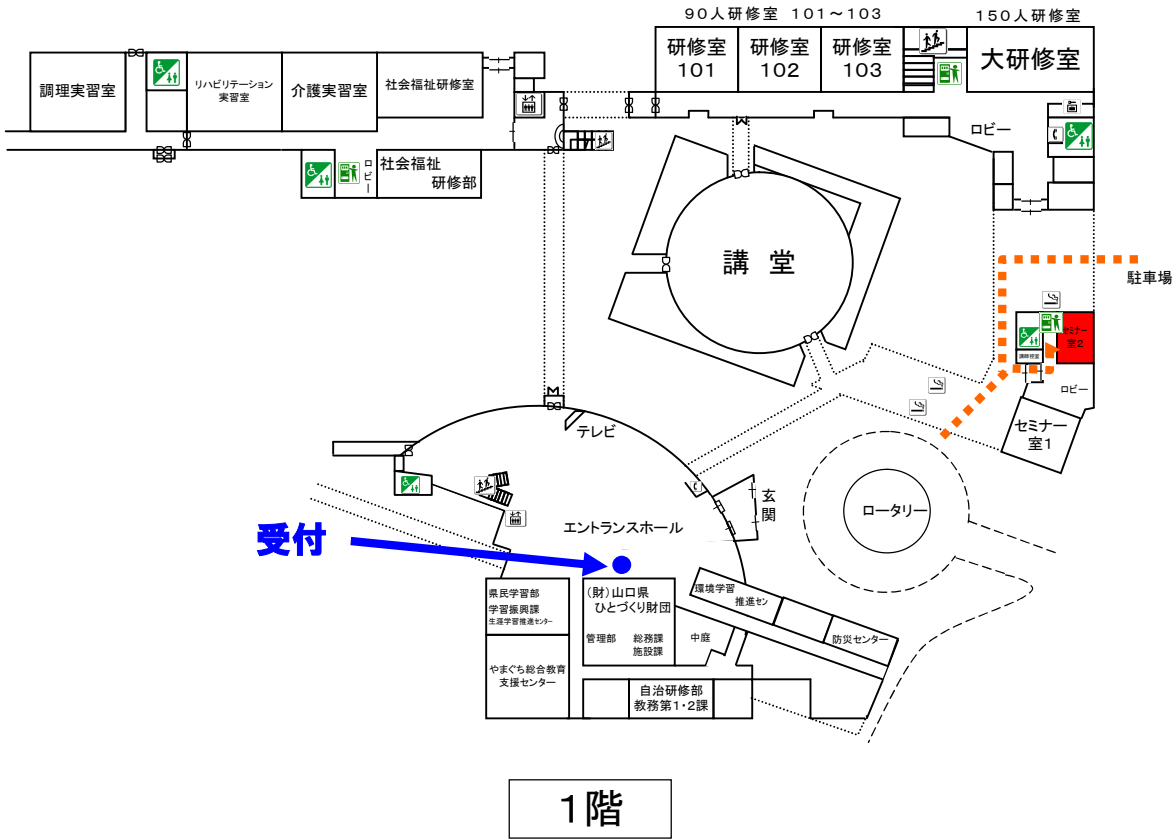 90人研修室 101～103
150人研修室
調理実習室
リハビリテーション
実習室
介護実習室
社会福祉研修室
研修室
101
研修室
102
研修室
103
大研修室
ロビー
ロビー
社会福祉
研修部
講堂
駐車場
セミナー
室2
講師控室
ロビー
セミナー
室1
テレビ
玄関
ロータリー
エントランスホール
受付
県民学習部
学習振興課
生涯学習推進センター
(財)山口県
ひとづくり財団
管理部 総務課
施設課
中庭
環境学習
推進セン
防災センター
やまぐち総合教育
支援センター
自治研修部
教務第1・2課
1階